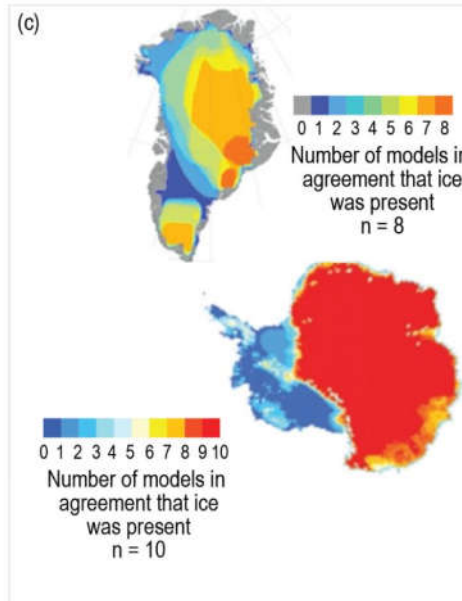 (c)
0 1 2 3 4 5 6 7 8
Number of models in
agreement that ice
was present
n = 8
0 1 2 3 4 5 6 7 8 9 10
Number of models in
agreement that ice
was present
n = 10